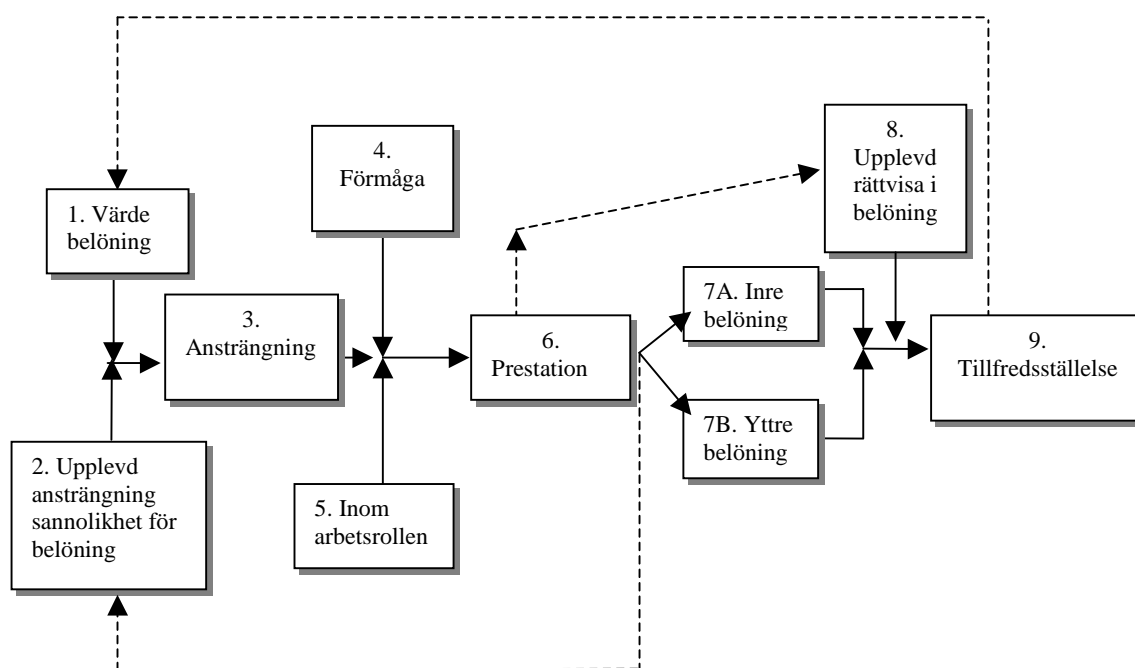 1. Värde
belöning
2. Upplevd
ansträngning
sannolikhet för
belöning
3.
Ansträngning
4.
Förmåga
5. Inom
arbetsrollen
6.
Prestation
7A. Inre
belöning
7B. Yttre
belöning
8.
Upplevd
rättvisa i
belöning
9.
Tillfredsställelse